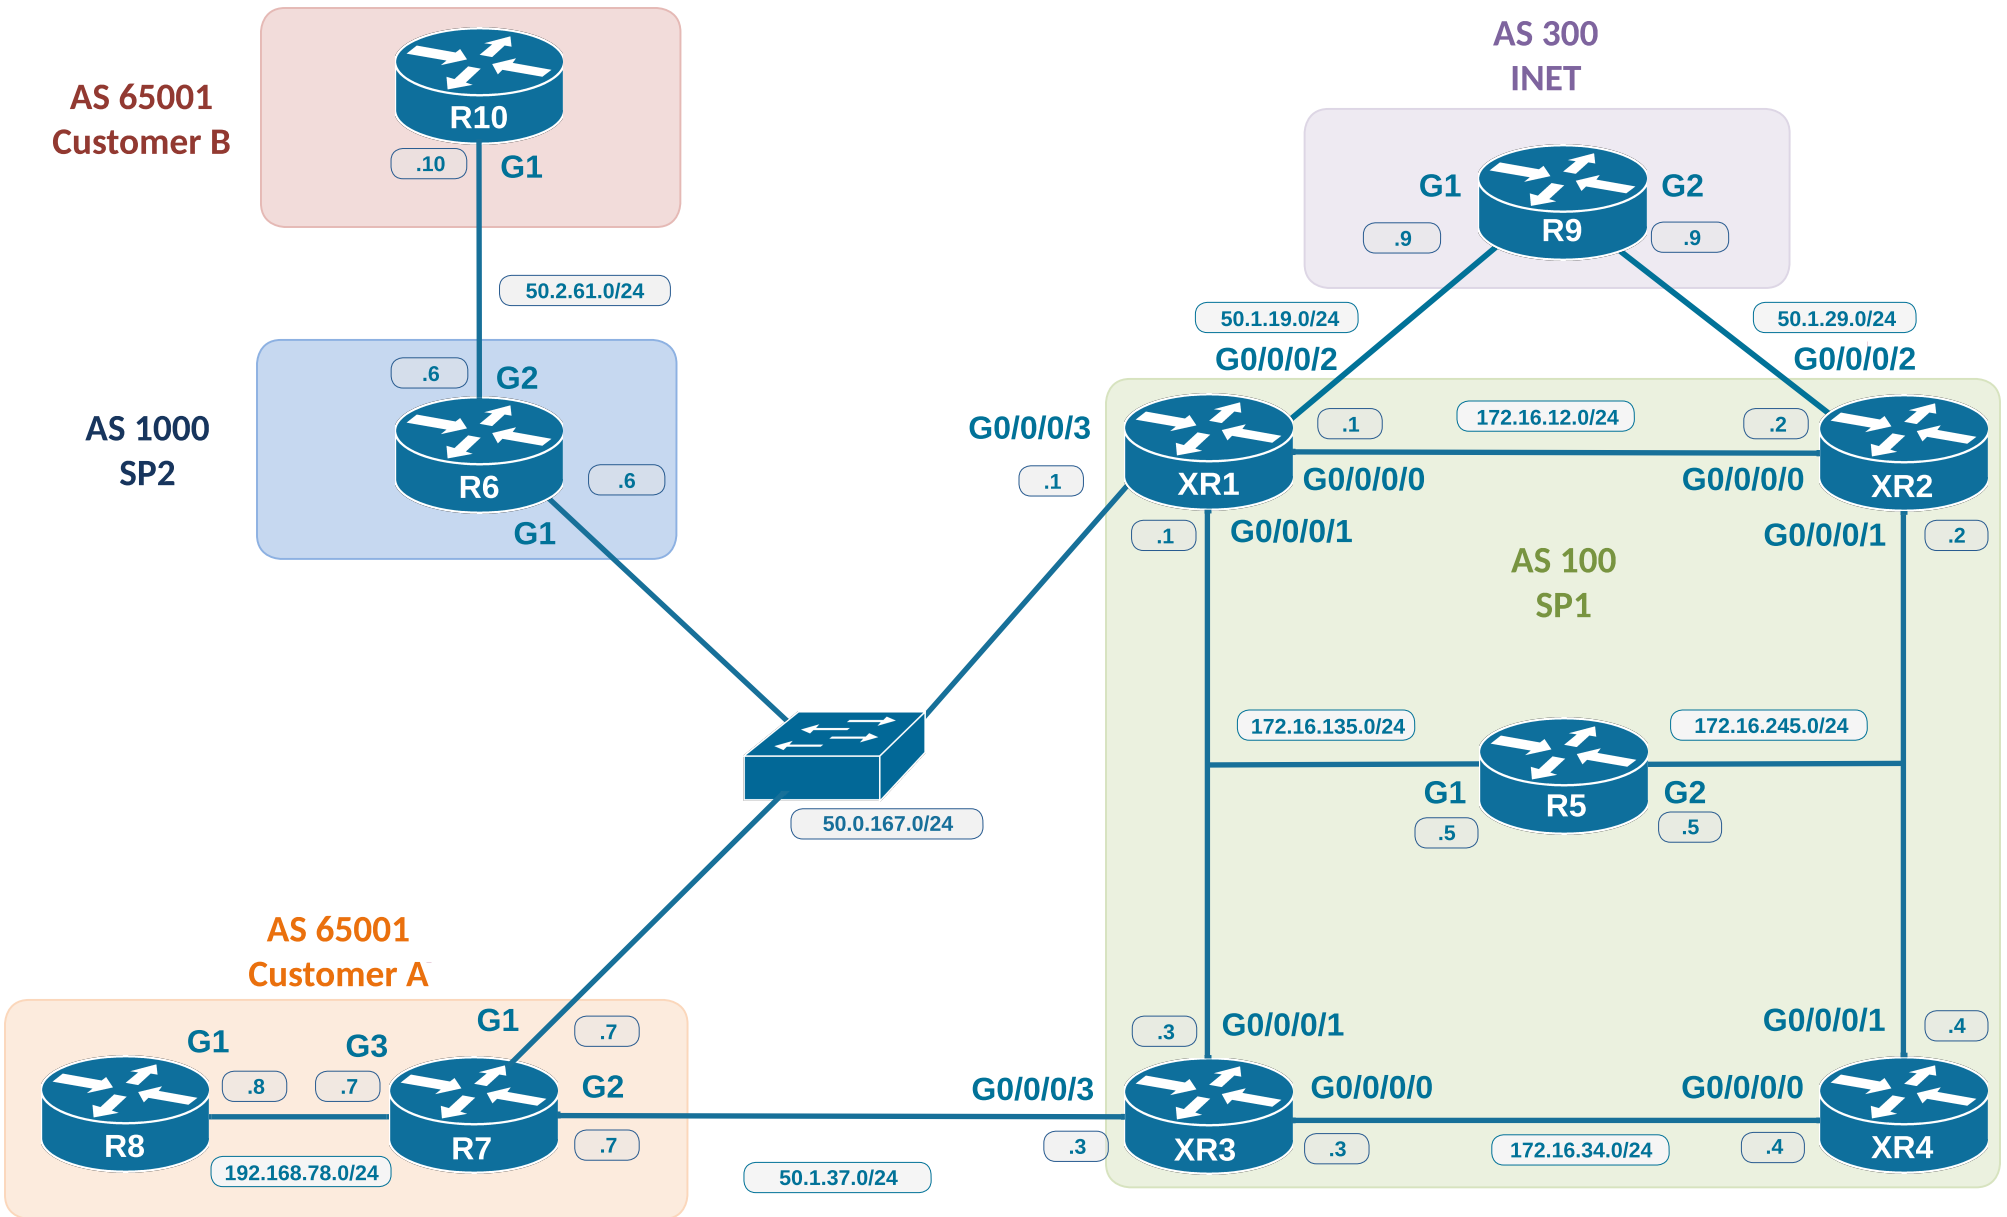 AS 65001
Customer B
R10
.10
G1
50.2.61.0/24
AS 1000
SP2
.6
G2
R6
.6
G1
AS 300
INET
G1
R9
G2
.9
.9
50.1.19.0/24
50.1.29.0/24
G0/0/0/2
G0/0/0/2
G0/0/0/3
.1
XR1
.1
172.16.12.0/24
.2
XR2
G0/0/0/0
G0/0/0/0
.1
G0/0/0/1
G0/0/0/1
.2
AS 100
SP1
172.16.135.0/24
172.16.245.0/24
G1
R5
G2
.5
.5
50.0.167.0/24
AS 65001
Customer A
G1
.7
G1
G3
.8
.7
G2
R8
R7
.7
192.168.78.0/24
50.1.37.0/24
.3
G0/0/0/1
G0/0/0/1
.4
G0/0/0/3
G0/0/0/0
G0/0/0/0
.3
XR3
.3
172.16.34.0/24
.4
XR4